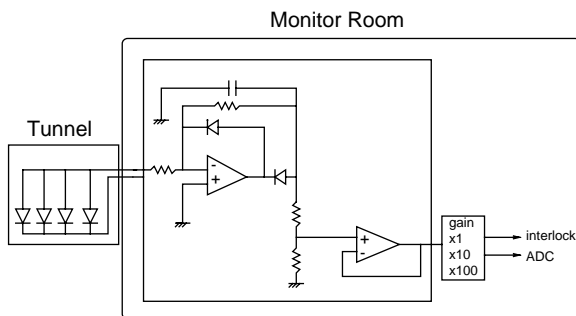 Monitor Room
Tunnel
-
+
+
-
gain
x1
x10
x100
interlock
ADC